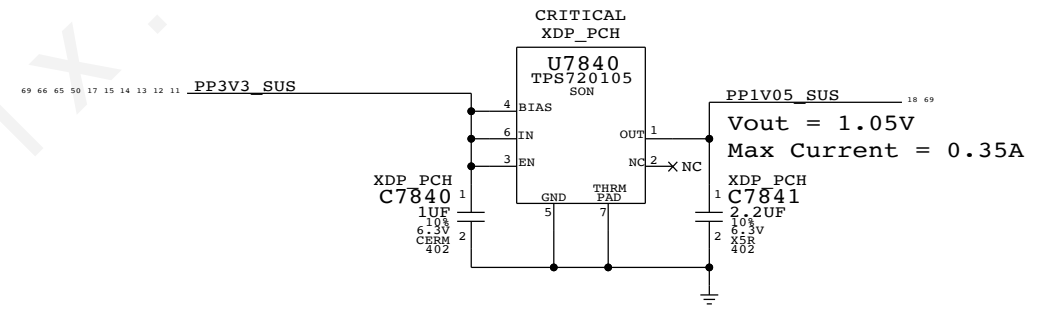 CRITICAL
XDP_PCH
U7840
TPS720105
SON
69 66 65 50 17 15 14 13 12 11 PP3V3_SUS
PP1V05_SUS 18 69
Vout = 1.05V
Max Current = 0.35A
4 BIAS
6 IN
OUT 1
3 EN
NC 2 NC
GND
THRM
PAD
5 7
XDP_PCH
C7840 1
1UF
10%
6.3V
CERM
402
2
XDP_PCH
1 C7841
2.2UF
10%
6.3V
2 X5R
402